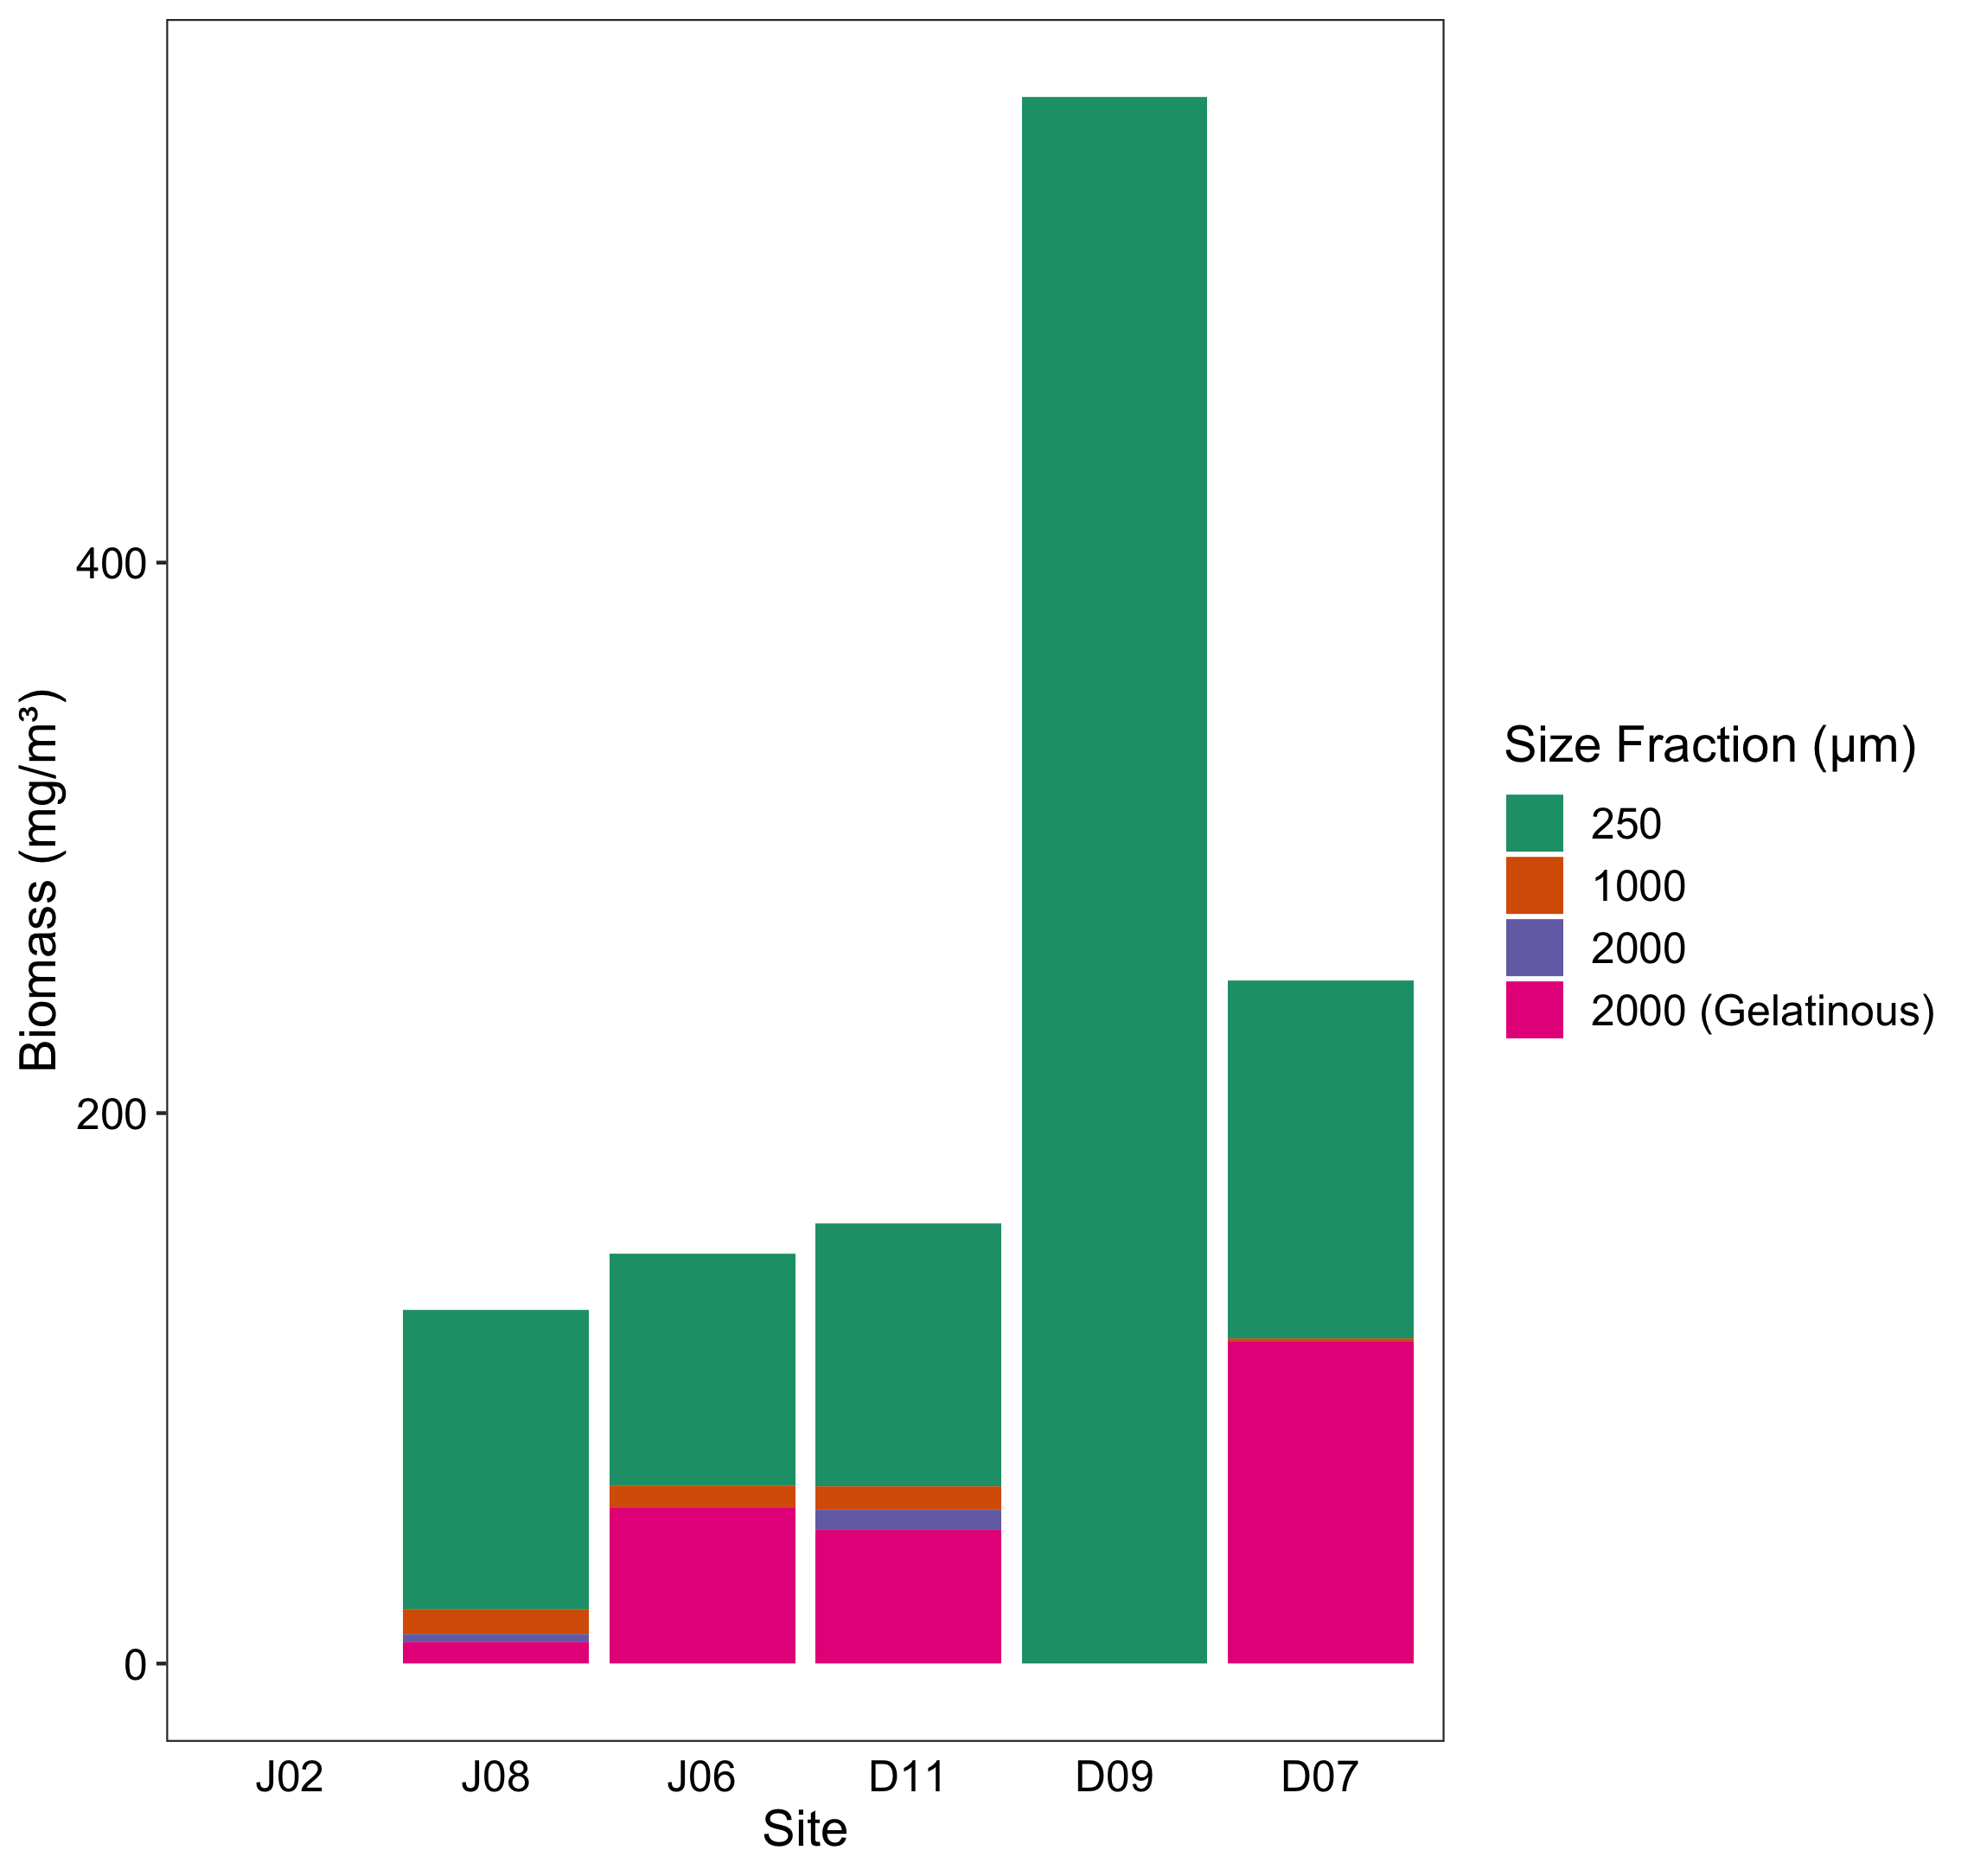 Biomass (mg/m³)
400
200
0
J02 J08 J06 D11 D09 D07
Site
Size Fraction (µm)
250
1000
2000
2000 (Gelatinous)